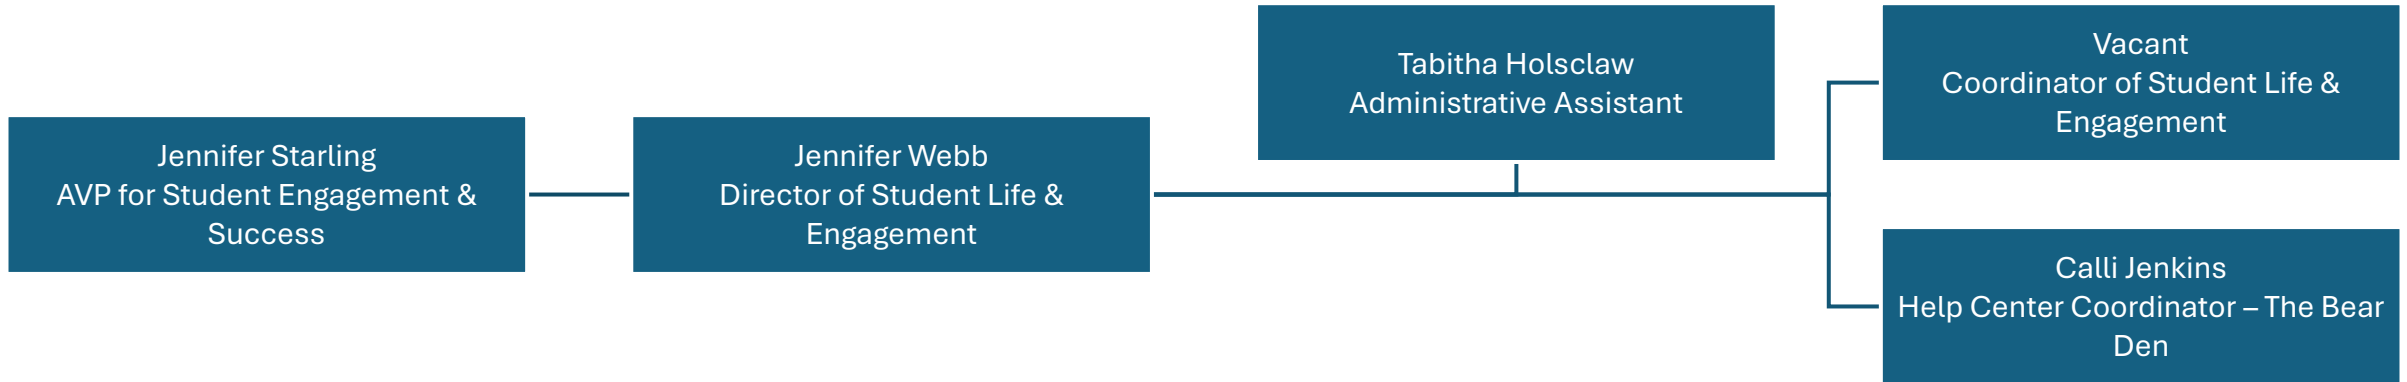 Jennifer Starling
AVP for Student Engagement &
Success
Jennifer Webb
Director of Student Life &
Engagement
Tabitha Holsclaw
Administrative Assistant
Vacant
Coordinator of Student Life &
Engagement
Calli Jenkins
Help Center Coordinator – The Bear
Den